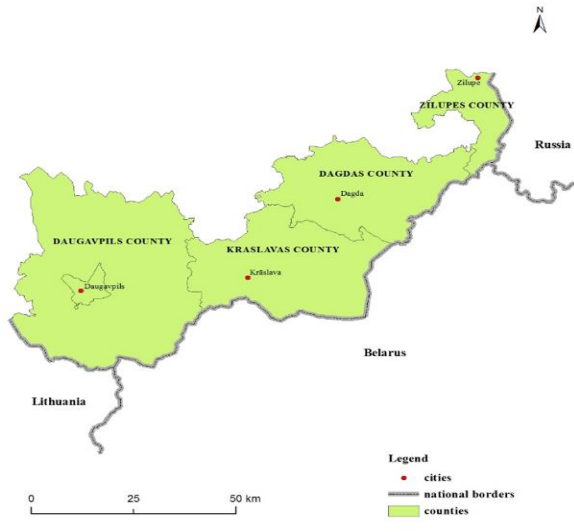 N
Zilupe
ZILUPES COUNTY
Russia
DAGDAS COUNTY
Dagda
DAUGAVPILS COUNTY
KRASLAVAS COUNTY
Krāslava
Daugavpils
Belarus
Lithuania
Legend
cities
national borders
counties
0 25 50 km